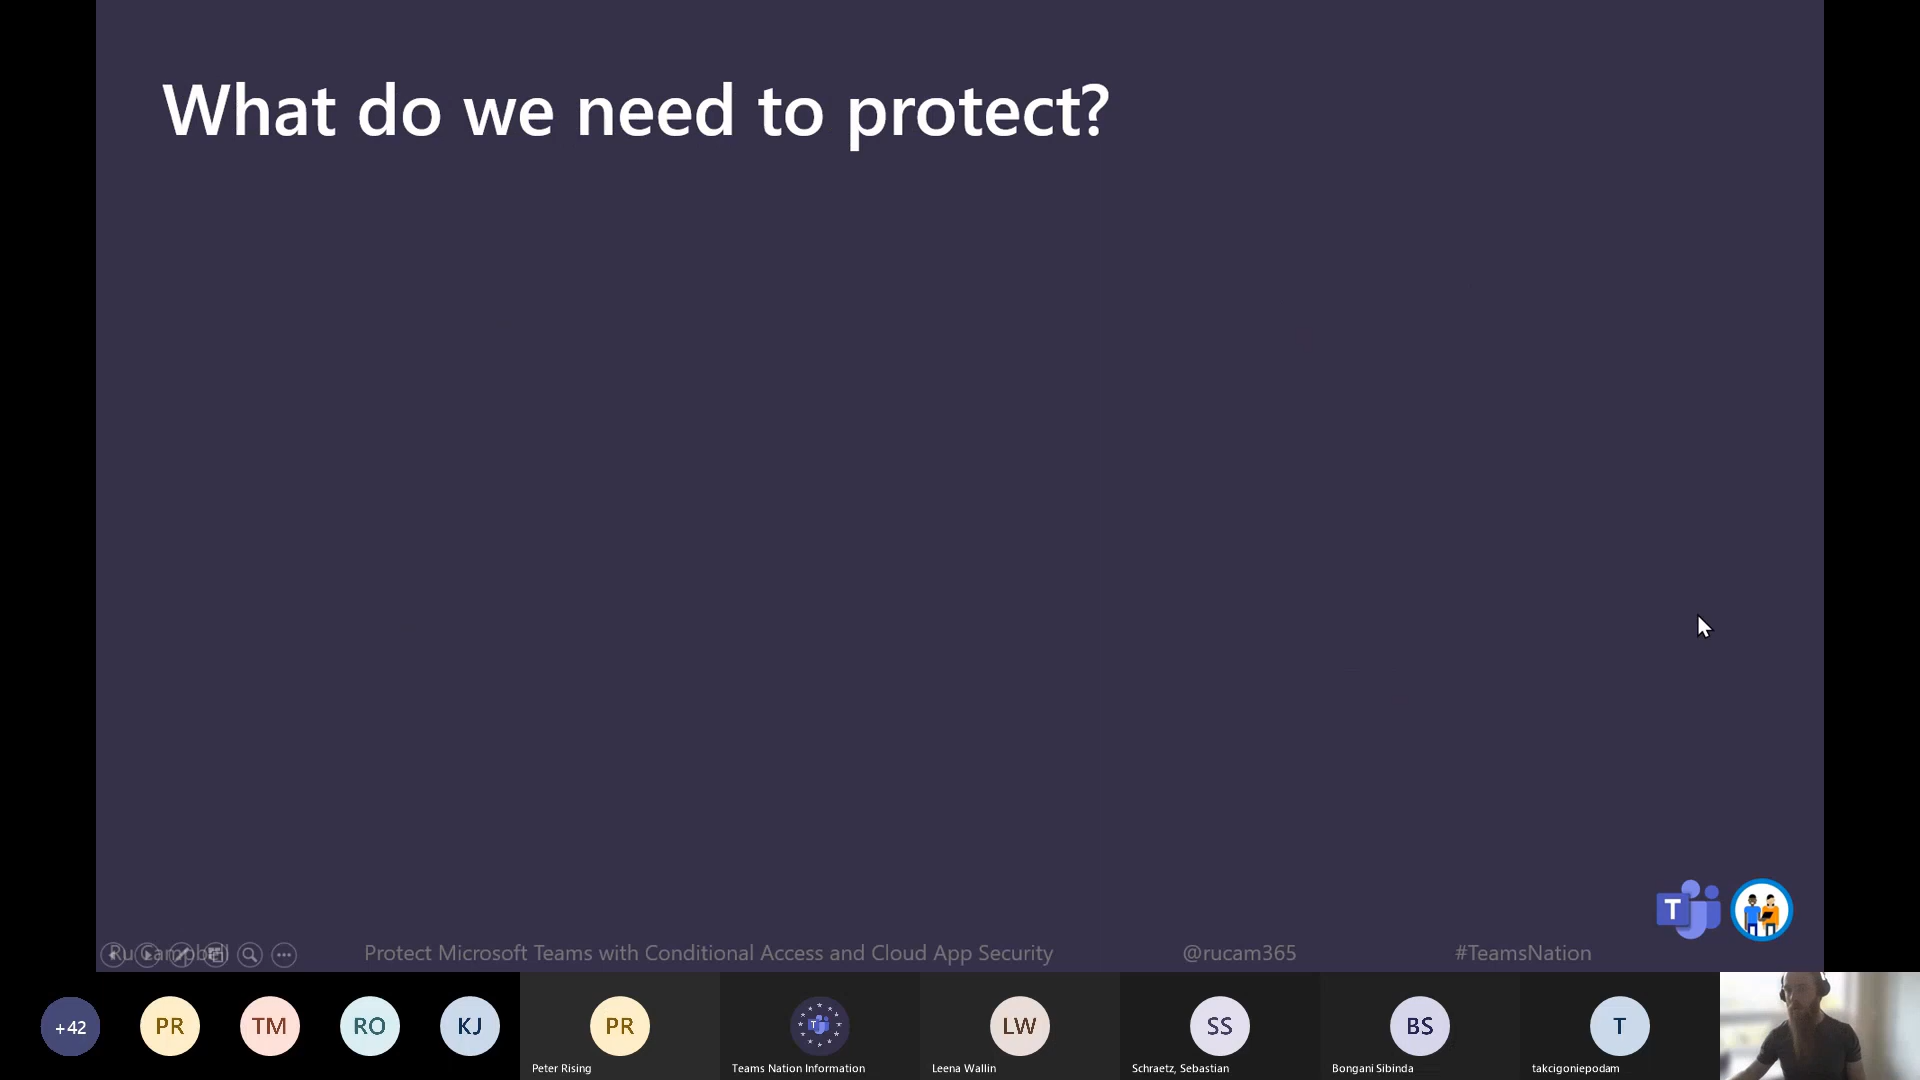 What do we need to protect?
T
Ru Campbell
Protect Microsoft Teams with Conditional Access and Cloud App Security
@rucam365
#TeamsNation
+42
PR
TM
RO
KJ
PR
Peter Rising
T
Teams Nation Information
LW
Leena Wallin
SS
Schraetz, Sebastian
BS
Bongani Sibinda
T
takcigoniepodam